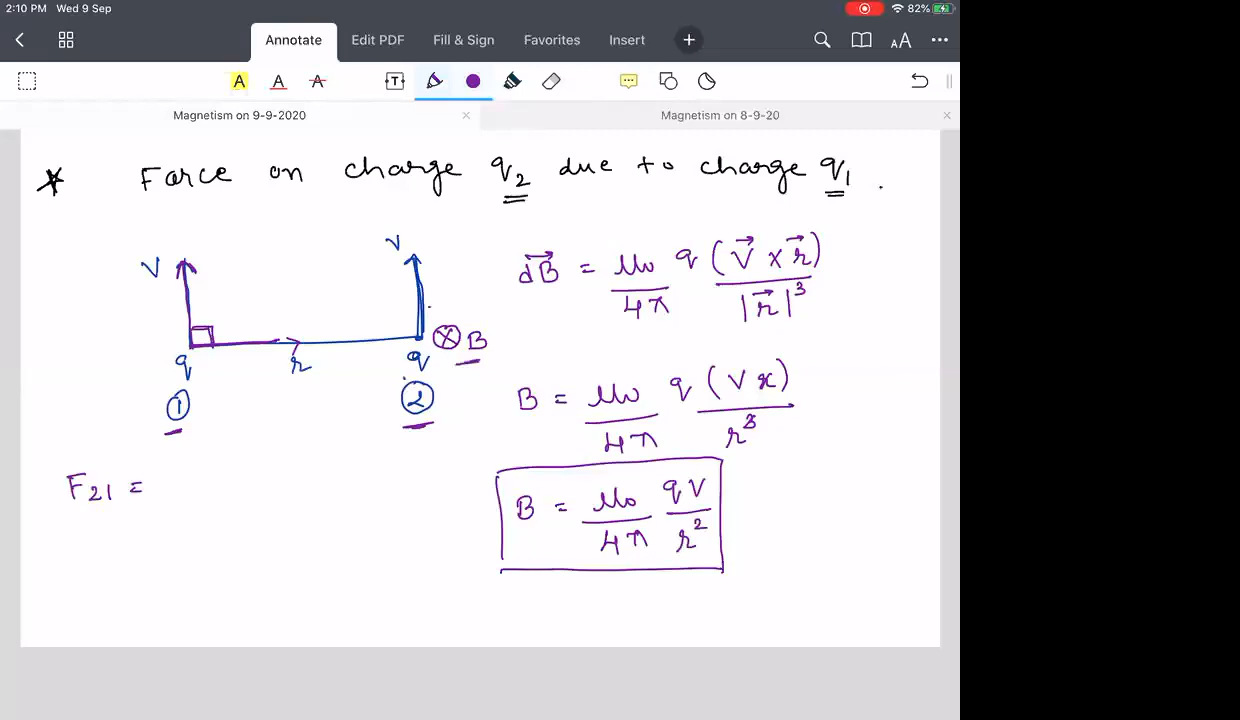 2:10 PM Wed 9 Sep
82%
Annotate Edit PDF Fill & Sign Favorites Insert
A A A T
Magnetism on 9-9-2020
Magnetism on 8-9-20
* Force on charge q₂ due to charge q₁ .
V V
dB⃗ = μ₀/4π q (V⃗ × r⃗)/|r⃗|³
⊗ B
q r q
① ②
B = μ₀/4π q (V r)/r³
F₂₁ =
B = μ₀/4π qV/r²